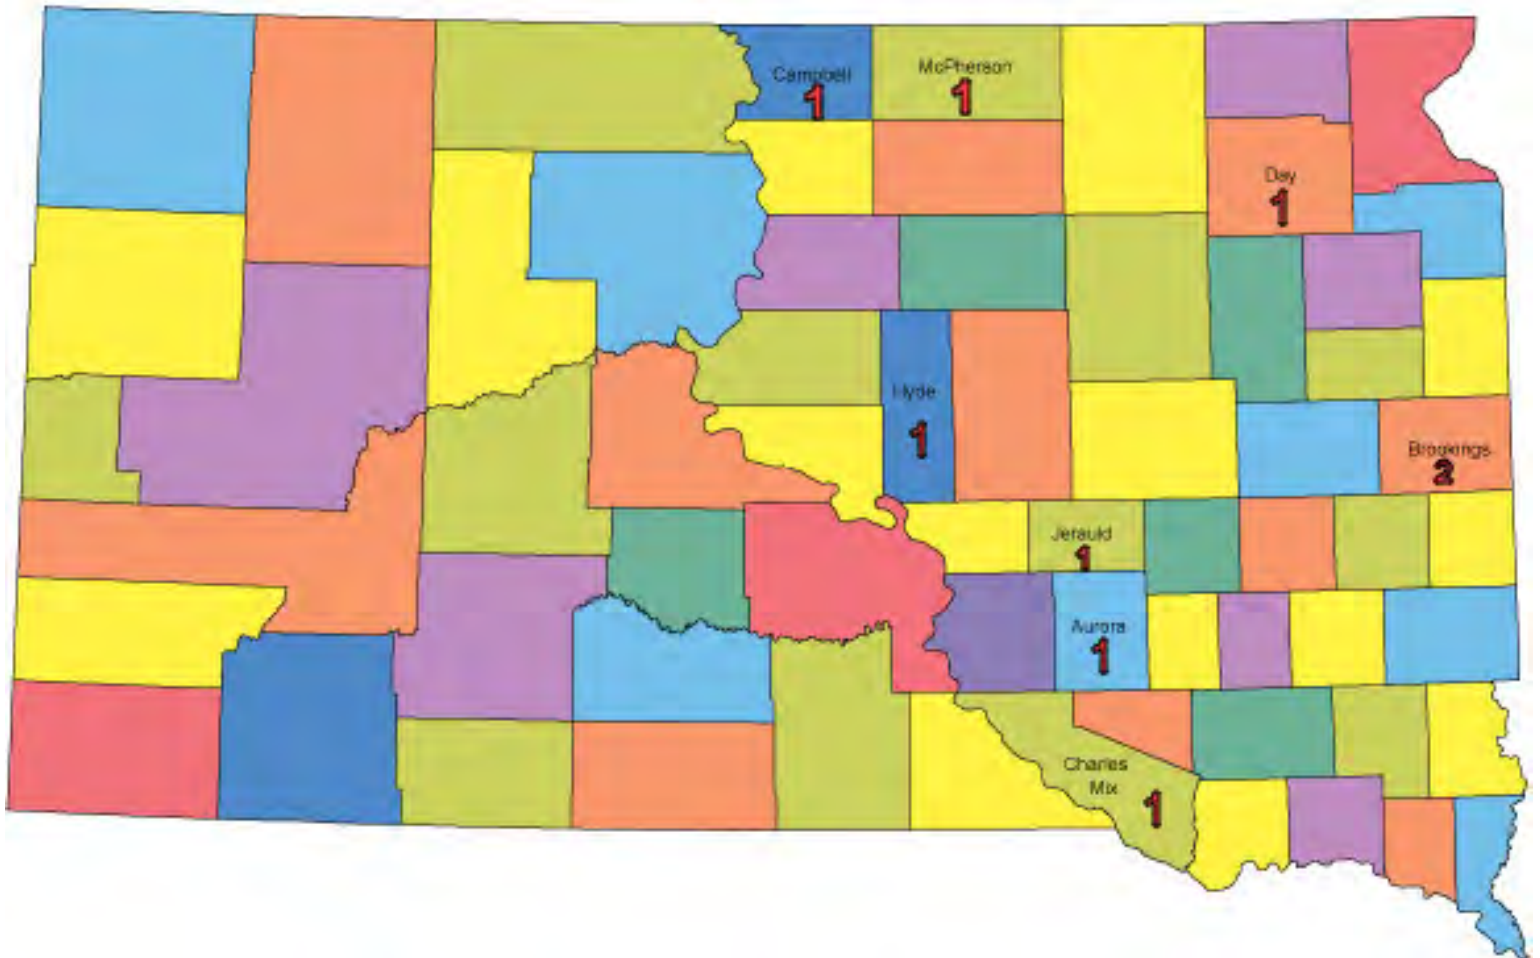 McPherson
Campbell
1
1
Day
1
Hyde
1
Brookings
2
Jerauld
1
Aurora
1
Charles
Mix
1